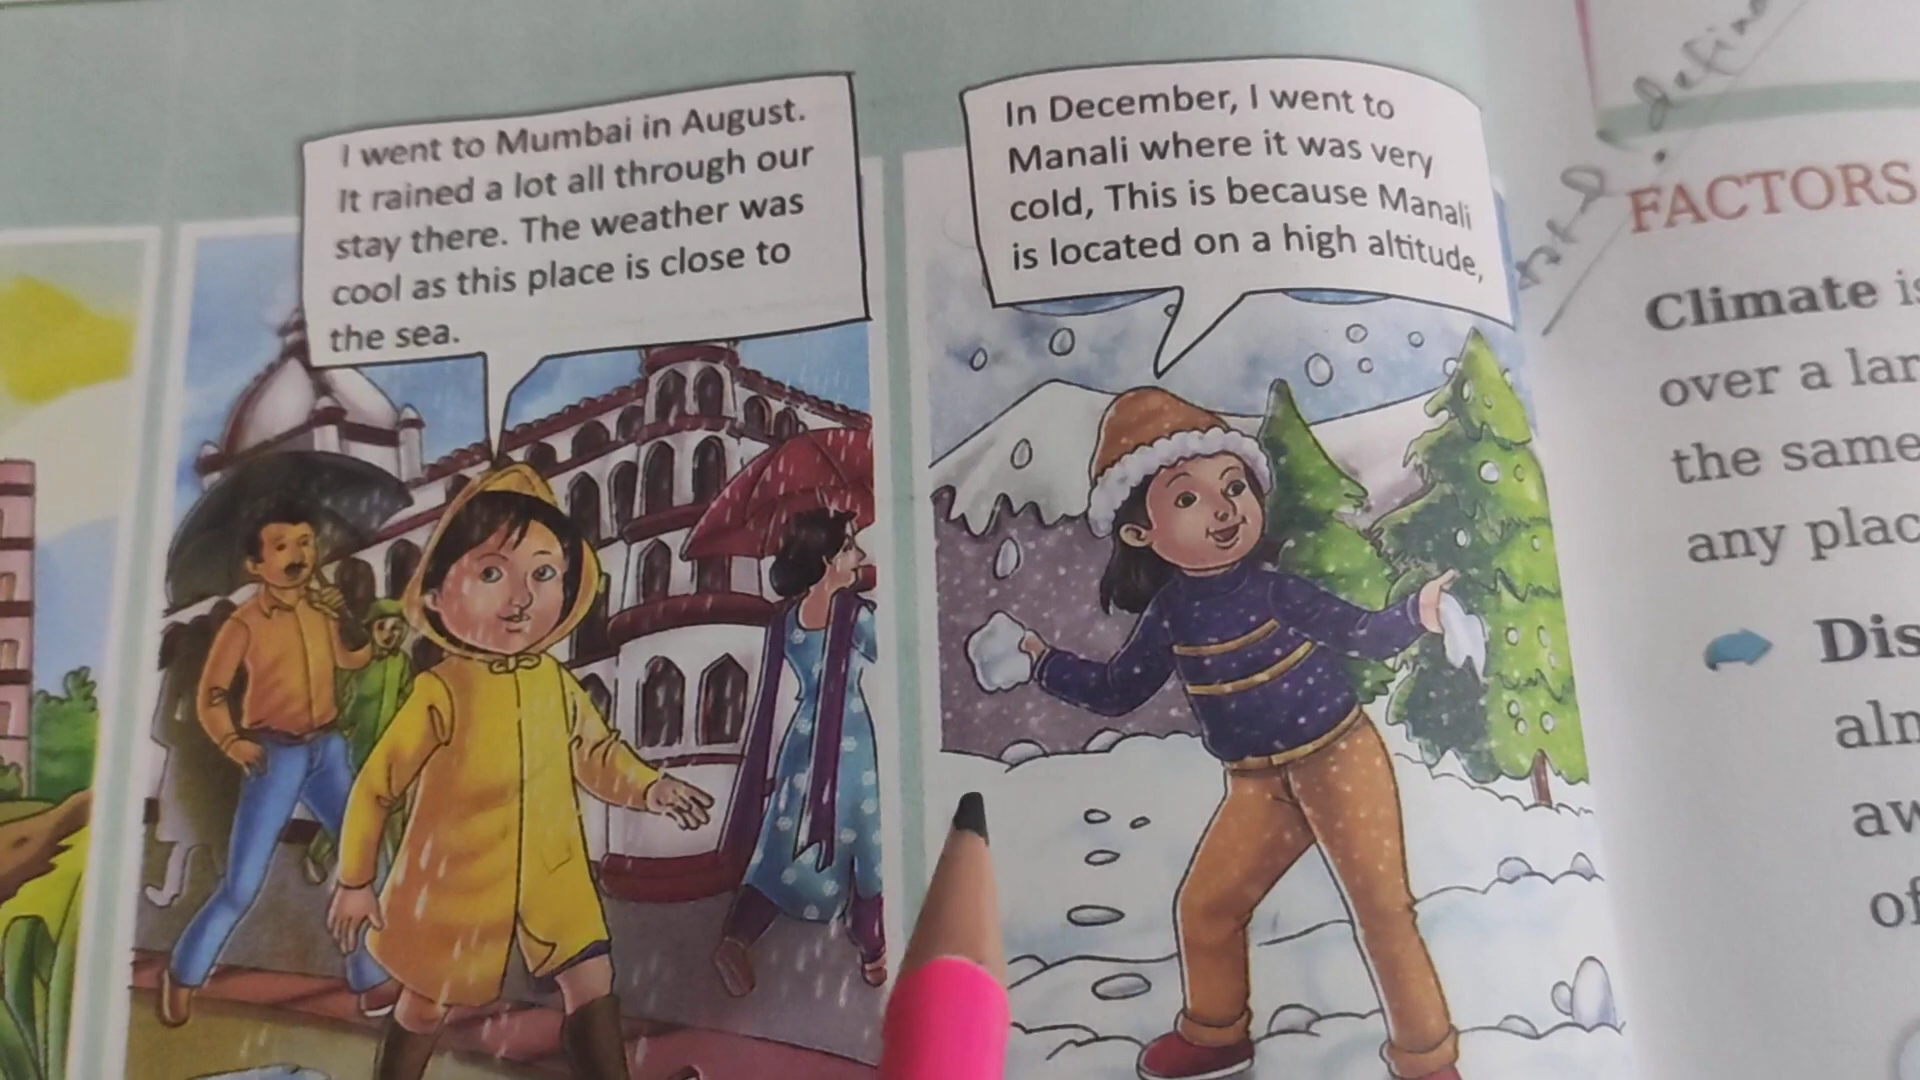 I went to Mumbai in August.
It rained a lot all through our
stay there. The weather was
cool as this place is close to
the sea.
In December, I went to
Manali where it was very
cold, This is because Manali
is located on a high altitude,
FACTORS
Climate is
over a lar
the same
any plac
Dis
aln
aw
of